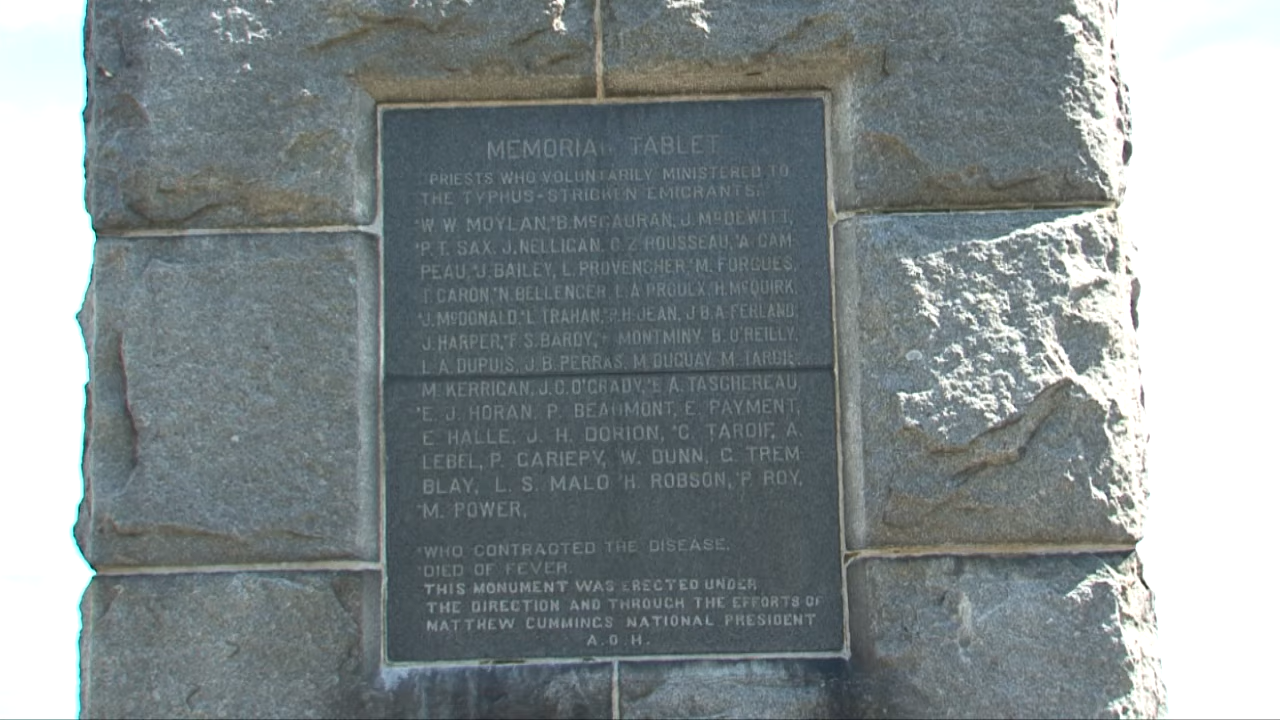 MEMORIAL TABLET
PRIESTS WHO VOLUNTARILY MINISTERED TO
THE TYPHUS-STRICKEN EMIGRANTS.
'W. W. MOYLAN, 'B. McGAURAN, J. McDEWITT,
'P. T. SAX, J. NELLIGAN, C. Z. ROUSSEAU, 'A. CAM
PEAU, 'J. BAILEY, L. PROVENCHER, 'M. FORGUES,
T. CARON, 'N. BELLENGER, L. A. PROULX, 'H. McQUIRK,
'J. McDONALD, 'L. TRAHAN, 'P. H. JEAN, J. B. A. FERLAND,
J. HARPER, 'F. S. BARDY, MONTMINY, B. O'REILLY,
L. A. DUPUIS, J. B. PERRAS, M. DUGUAY, M. TARDIF,
M. KERRIGAN, J. C. O'GRADY, 'E. A. TASCHEREAU,
'E. J. HORAN, P. BEAUMONT, E. PAYMENT,
E. HALLE, J. H. DORION, 'C. TARDIF, A.
LEBEL, P. GARIEPY, W. DUNN, G. TREM
BLAY, L. S. MALO 'H. ROBSON, 'P. ROY,
'M. POWER,
'WHO CONTRACTED THE DISEASE.
'DIED OF FEVER.
THIS MONUMENT WAS ERECTED UNDER
THE DIRECTION AND THROUGH THE EFFORTS OF
MATTHEW CUMMINGS NATIONAL PRESIDENT
A.O.H.